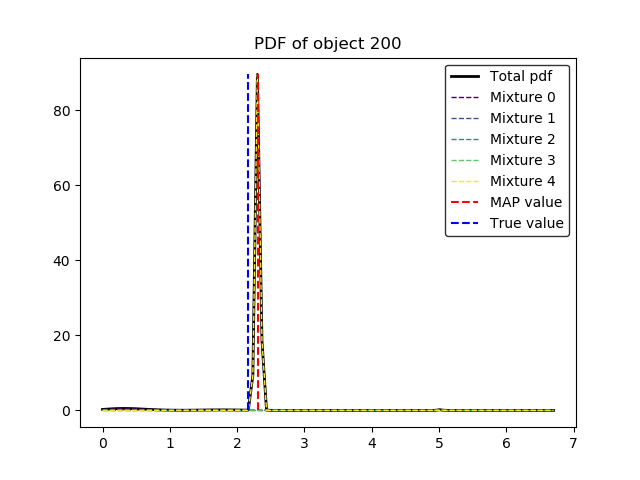 PDF of object 200
Total pdf
Mixture 0
Mixture 1
Mixture 2
Mixture 3
Mixture 4
MAP value
True value
80
60
40
20
0
0 1 2 3 4 5 6 7